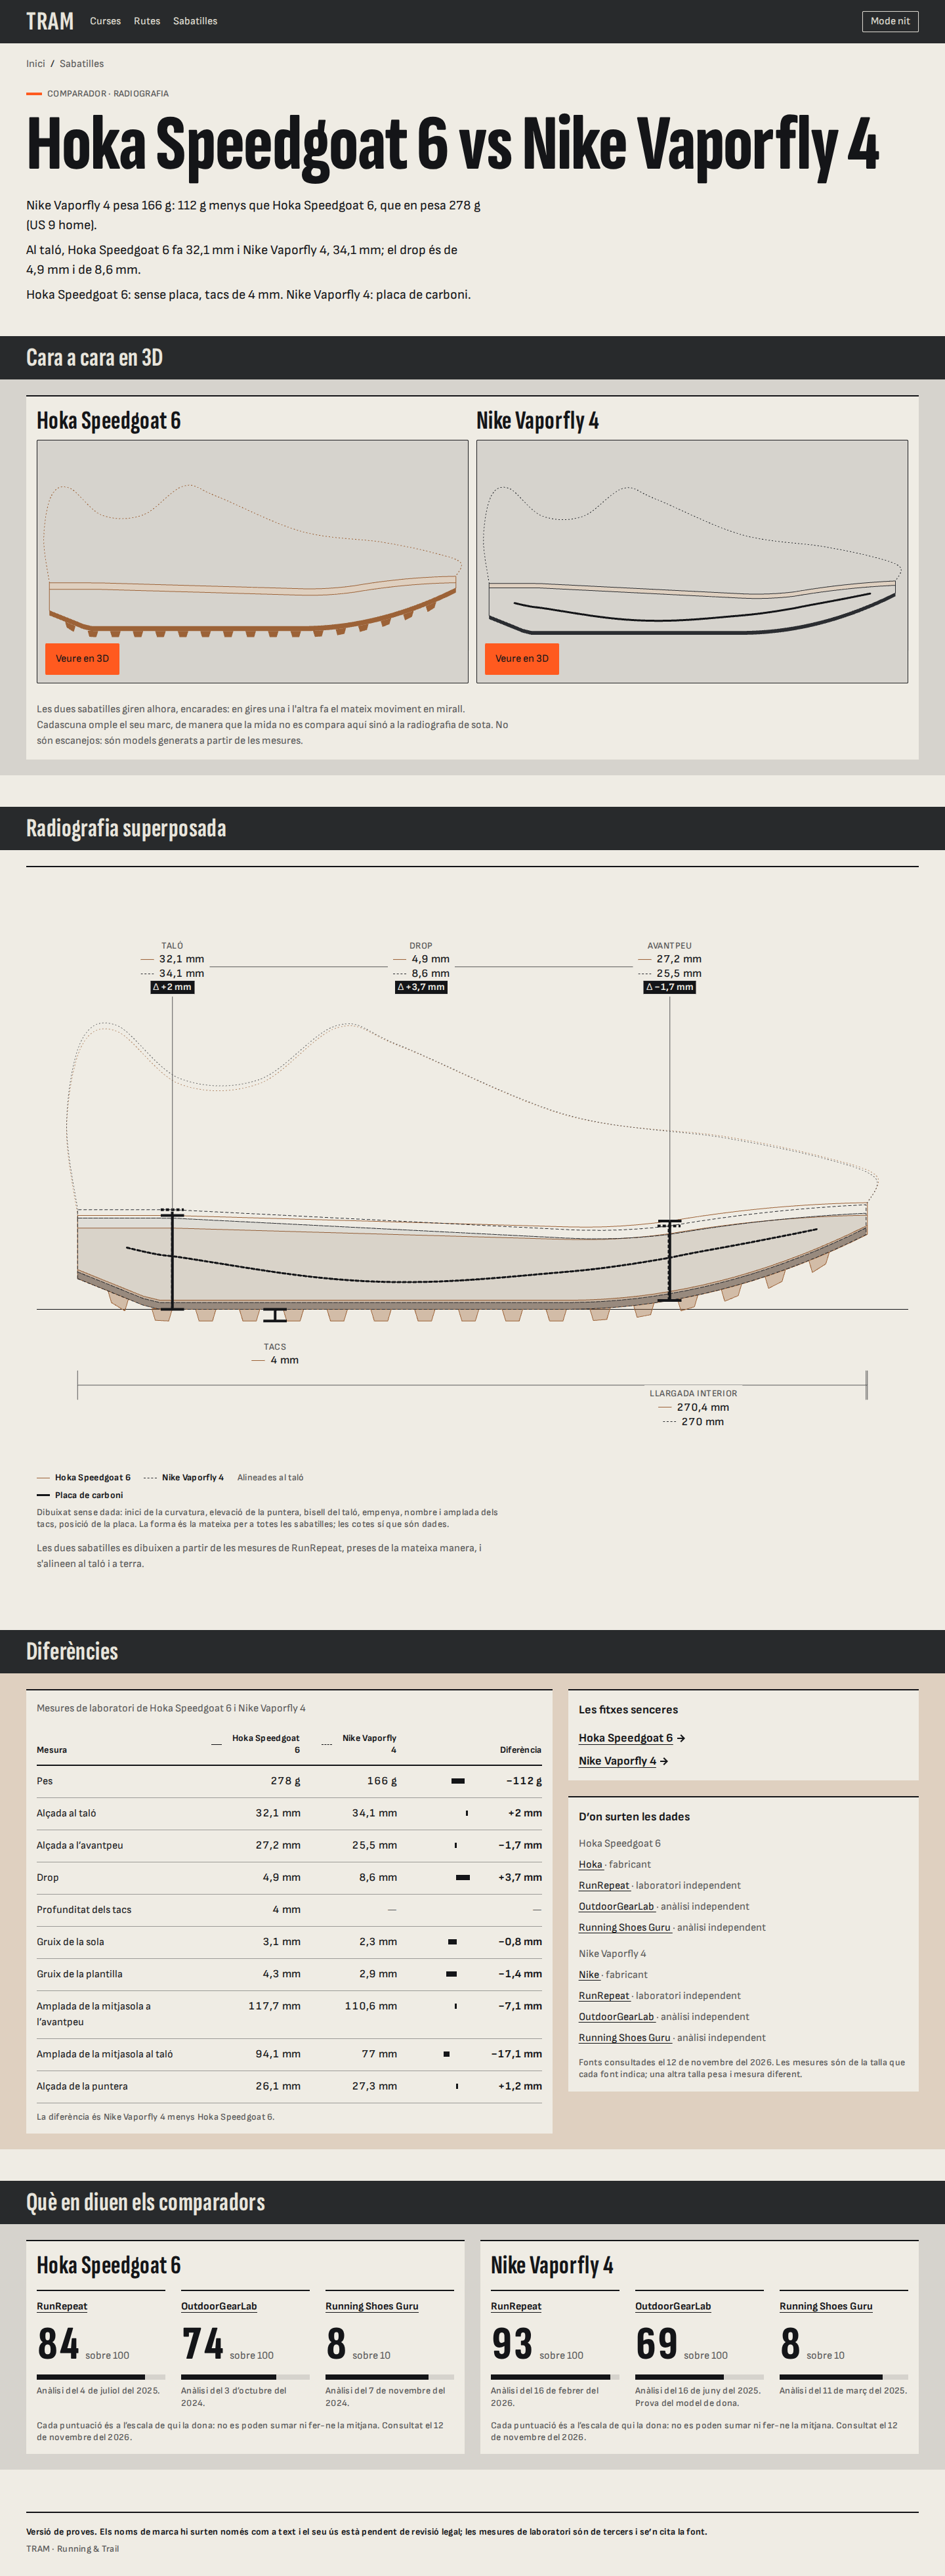 TRAM Curses Rutes Sabatilles Mode nit
Inici / Sabatilles
COMPARADOR · RADIOGRAFIA
Hoka Speedgoat 6 vs Nike Vaporfly 4
Nike Vaporfly 4 pesa 166 g: 112 g menys que Hoka Speedgoat 6, que en pesa 278 g
(US 9 home).
Al taló, Hoka Speedgoat 6 fa 32,1 mm i Nike Vaporfly 4, 34,1 mm; el drop és de
4,9 mm i de 8,6 mm.
Hoka Speedgoat 6: sense placa, tacs de 4 mm. Nike Vaporfly 4: placa de carboni.
Cara a cara en 3D
Hoka Speedgoat 6
Veure en 3D
Nike Vaporfly 4
Veure en 3D
Les dues sabatilles giren alhora, encarades: en gires una i l'altra fa el mateix moviment en mirall.
Cadascuna omple el seu marc, de manera que la mida no es compara aquí sinó a la radiografia de sota. No
són escanejos: són models generats a partir de les mesures.
Radiografia superposada
TALÓ
32,1 mm
34,1 mm
Δ +2 mm
DROP
4,9 mm
8,6 mm
Δ +3,7 mm
AVANTPEU
27,2 mm
25,5 mm
Δ −1,7 mm
TACS
4 mm
LLARGADA INTERIOR
270,4 mm
270 mm
Hoka Speedgoat 6 Nike Vaporfly 4 Alineades al taló
Placa de carboni
Dibuixat sense dada: inici de la curvatura, elevació de la puntera, bisell del taló, empenya, nombre i amplada dels
tacs, posició de la placa. La forma és la mateixa per a totes les sabatilles; les cotes sí que són dades.
Les dues sabatilles es dibuixen a partir de les mesures de RunRepeat, preses de la mateixa manera, i
s'alineen al taló i a terra.
Diferències
Mesures de laboratori de Hoka Speedgoat 6 i Nike Vaporfly 4
Mesura Hoka Speedgoat 6 Nike Vaporfly 4 Diferència
Pes 278 g 166 g −112 g
Alçada al taló 32,1 mm 34,1 mm +2 mm
Alçada a l'avantpeu 27,2 mm 25,5 mm −1,7 mm
Drop 4,9 mm 8,6 mm +3,7 mm
Profunditat dels tacs 4 mm — —
Gruix de la sola 3,1 mm 2,3 mm −0,8 mm
Gruix de la plantilla 4,3 mm 2,9 mm −1,4 mm
Amplada de la mitjasola a l'avantpeu 117,7 mm 110,6 mm −7,1 mm
Amplada de la mitjasola al taló 94,1 mm 77 mm −17,1 mm
Alçada de la puntera 26,1 mm 27,3 mm +1,2 mm
La diferència és Nike Vaporfly 4 menys Hoka Speedgoat 6.
Les fitxes senceres
Hoka Speedgoat 6 →
Nike Vaporfly 4 →
D'on surten les dades
Hoka Speedgoat 6
Hoka · fabricant
RunRepeat · laboratori independent
OutdoorGearLab · anàlisi independent
Running Shoes Guru · anàlisi independent
Nike Vaporfly 4
Nike · fabricant
RunRepeat · laboratori independent
OutdoorGearLab · anàlisi independent
Running Shoes Guru · anàlisi independent
Fonts consultades el 12 de novembre del 2026. Les mesures són de la talla que
cada font indica; una altra talla pesa i mesura diferent.
Què en diuen els comparadors
Hoka Speedgoat 6
RunRepeat
84 sobre 100
Anàlisi del 4 de juliol del 2025.
OutdoorGearLab
74 sobre 100
Anàlisi del 3 d'octubre del
2024.
Running Shoes Guru
8 sobre 10
Anàlisi del 7 de novembre del
2024.
Cada puntuació és a l'escala de qui la dona: no es poden sumar ni fer-ne la mitjana. Consultat el 12
de novembre del 2026.
Nike Vaporfly 4
RunRepeat
93 sobre 100
Anàlisi del 16 de febrer del
2026.
OutdoorGearLab
69 sobre 100
Anàlisi del 16 de juny del 2025.
Prova del model de dona.
Running Shoes Guru
8 sobre 10
Anàlisi del 11 de març del 2025.
Cada puntuació és a l'escala de qui la dona: no es poden sumar ni fer-ne la mitjana. Consultat el 12
de novembre del 2026.
Versió de proves. Els noms de marca hi surten només com a text i el seu ús està pendent de revisió legal; les mesures de laboratori són de tercers i se'n cita la font.
TRAM · Running & Trail